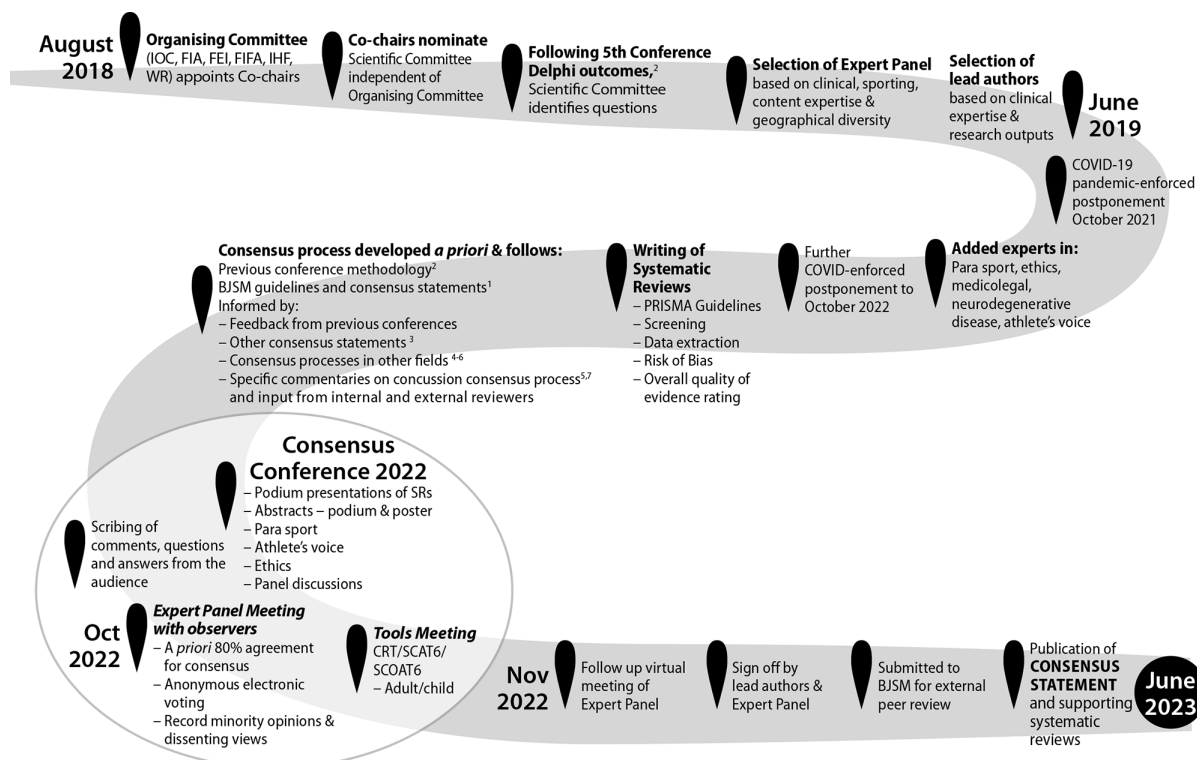 August
2018
Organising Committee
(IOC, FIA, FEI, FIFA, IHF,
WR) appoints Co-chairs
Co-chairs nominate
Scientific Committee
independent of
Organising Committee
Following 5th Conference
Delphi outcomes,2
Scientific Committee
identifies questions
Selection of Expert Panel
based on clinical, sporting,
content expertise &
geographical diversity
Selection of
lead authors
based on clinical
expertise &
research outputs
June
2019
COVID-19
pandemic-enforced
postponement
October 2021
Added experts in:
Para sport, ethics,
medicolegal,
neurodegenerative
disease, athlete's voice
Further
COVID-enforced
postponement to
October 2022
Writing of
Systematic
Reviews
– PRISMA Guidelines
– Screening
– Data extraction
– Risk of Bias
– Overall quality of
evidence rating
Consensus process developed a priori & follows:
Previous conference methodology2
BJSM guidelines and consensus statements1
Informed by:
– Feedback from previous conferences
– Other consensus statements 3
– Consensus processes in other fields 4-6
– Specific commentaries on concussion consensus process5,7
and input from internal and external reviewers
Consensus
Conference 2022
– Podium presentations of SRs
– Abstracts – podium & poster
– Para sport
– Athlete's voice
– Ethics
– Panel discussions
Scribing of
comments, questions
and answers from the
audience
Oct
2022
Expert Panel Meeting
with observers
– A priori 80% agreement
for consensus
– Anonymous electronic
voting
– Record minority opinions &
dissenting views
Tools Meeting
CRT/SCAT6/
SCOAT6
– Adult/child
Nov
2022
Follow up virtual
meeting of
Expert Panel
Sign off by
lead authors &
Expert Panel
Submitted to
BJSM for external
peer review
Publication of
CONSENSUS
STATEMENT
and supporting
systematic
reviews
June
2023